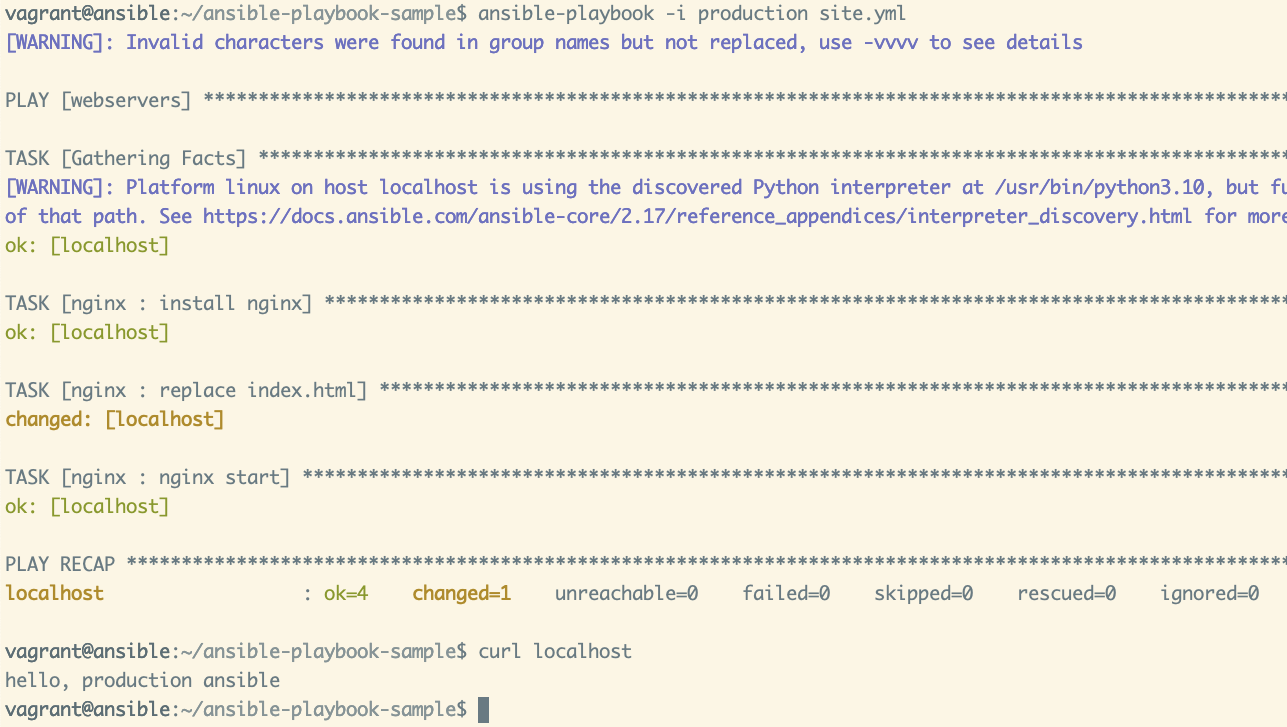 vagrant@ansible:~/ansible-playbook-sample$ ansible-playbook -i production site.yml
[WARNING]: Invalid characters were found in group names but not replaced, use -vvvv to see details
PLAY [webservers] **************************************************************************************************
TASK [Gathering Facts] *********************************************************************************************
[WARNING]: Platform linux on host localhost is using the discovered Python interpreter at /usr/bin/python3.10, but fu
of that path. See https://docs.ansible.com/ansible-core/2.17/reference_appendices/interpreter_discovery.html for more
ok: [localhost]
TASK [nginx : install nginx] ***************************************************************************************
ok: [localhost]
TASK [nginx : replace index.html] **********************************************************************************
changed: [localhost]
TASK [nginx : nginx start] *****************************************************************************************
ok: [localhost]
PLAY RECAP *********************************************************************************************************
localhost                  : ok=4    changed=1    unreachable=0    failed=0    skipped=0    rescued=0    ignored=0
vagrant@ansible:~/ansible-playbook-sample$ curl localhost
hello, production ansible
vagrant@ansible:~/ansible-playbook-sample$